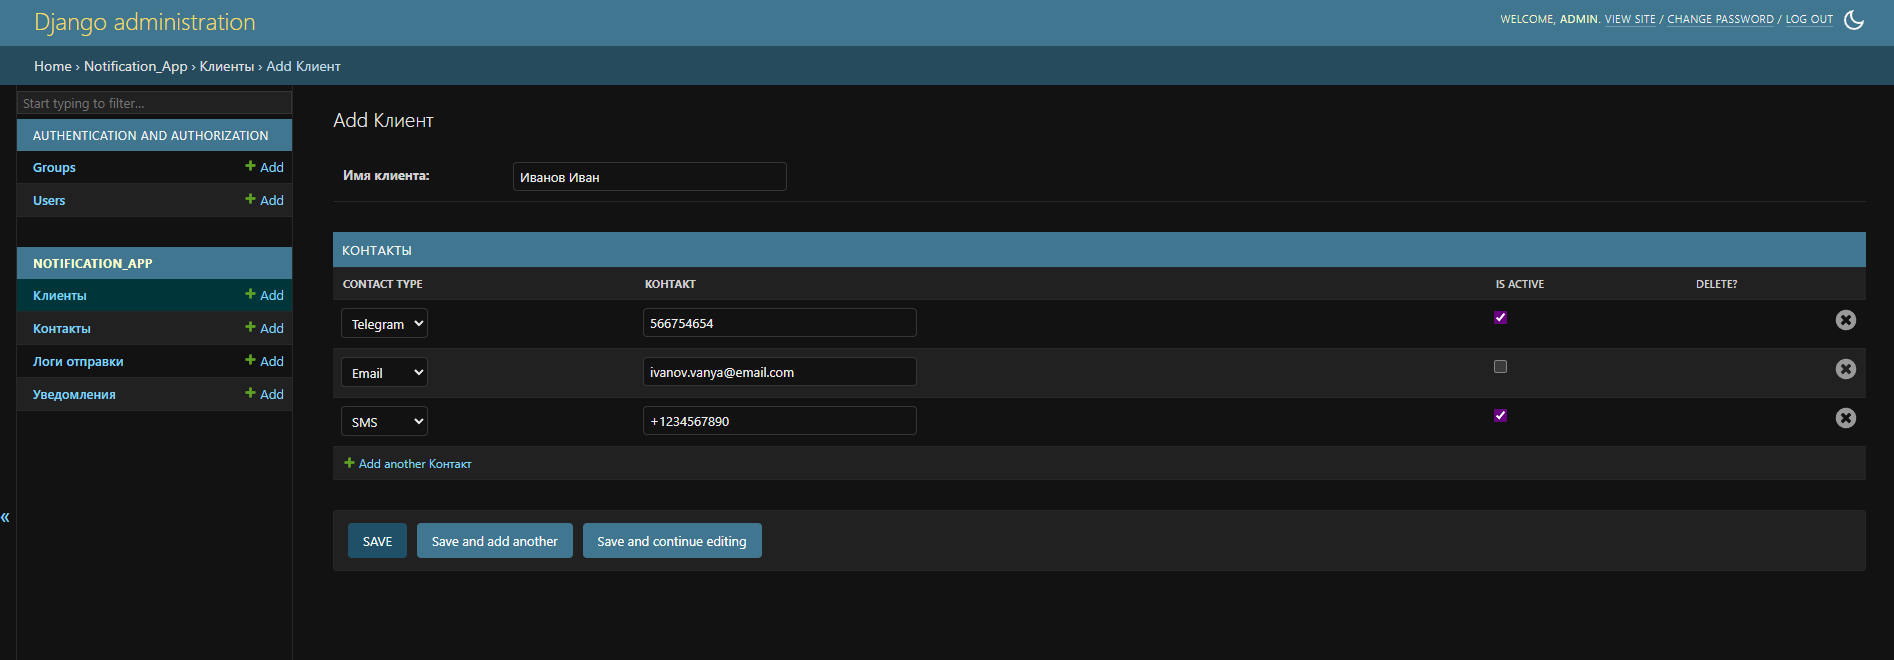 Django administration
WELCOME, ADMIN. VIEW SITE / CHANGE PASSWORD / LOG OUT
Home › Notification_App › Клиенты › Add Клиент
Start typing to filter...
AUTHENTICATION AND AUTHORIZATION
Groups + Add
Users + Add
NOTIFICATION_APP
Клиенты + Add
Контакты + Add
Логи отправки + Add
Уведомления + Add
«
Add Клиент
Имя клиента: Иванов Иван
КОНТАКТЫ
CONTACT TYPE КОНТАКТ IS ACTIVE DELETE?
Telegram 566754654
Email ivanov.vanya@email.com
SMS +1234567890
+ Add another Контакт
SAVE Save and add another Save and continue editing